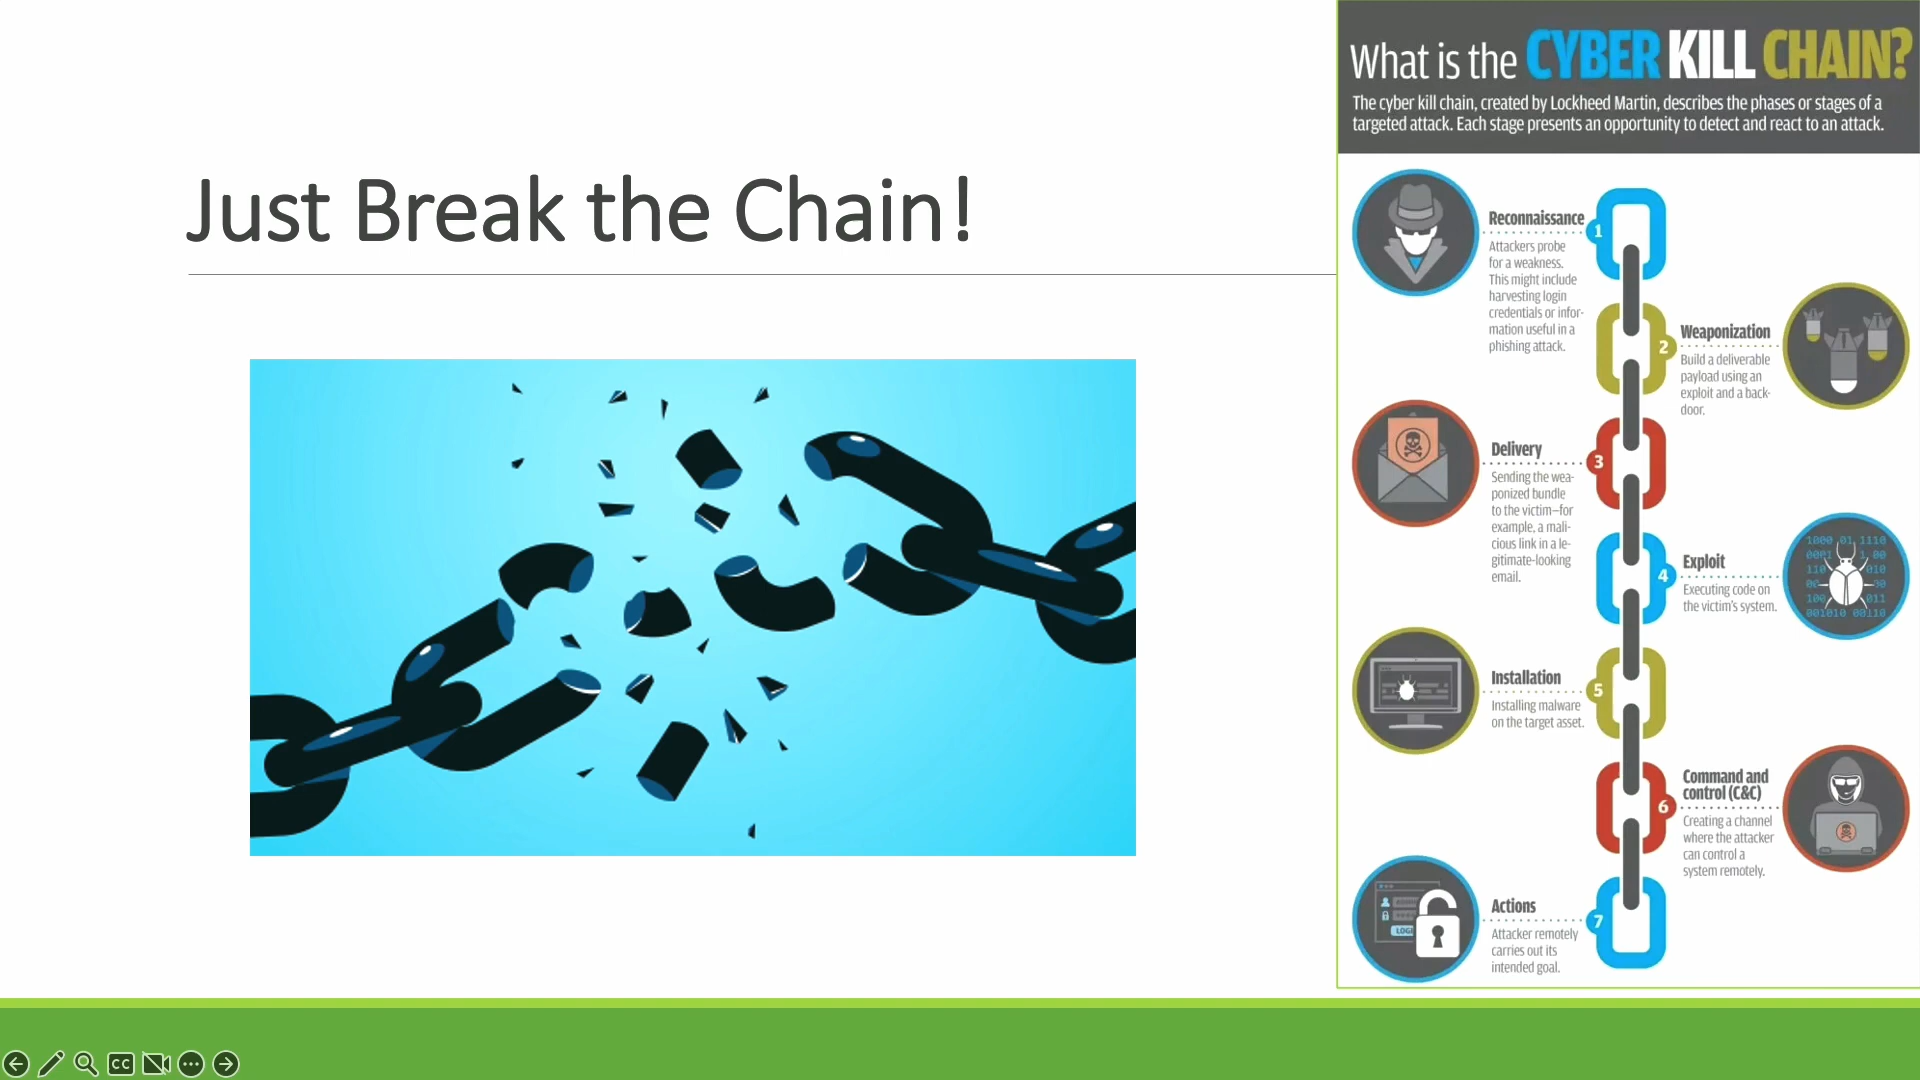 Just Break the Chain!
What is the CYBER KILL CHAIN?
The cyber kill chain, created by Lockheed Martin, describes the phases or stages of a
targeted attack. Each stage presents an opportunity to detect and react to an attack.
Reconnaissance
1
Attackers probe
for a weakness.
This might include
harvesting login
credentials or infor-
mation useful in a
phishing attack.
Weaponization
2
Build a deliverable
payload using an
exploit and a back-
door.
Delivery
3
Sending the wea-
ponized bundle
to the victim—for
example, a mali-
cious link in a le-
gitimate-looking
email.
Exploit
4
Executing code on
the victim's system.
Installation
5
Installing malware
on the target asset.
Command and
control (C&C)
6
Creating a channel
where the attacker
can control a
system remotely.
Actions
7
Attacker remotely
carries out its
intended goal.
CC